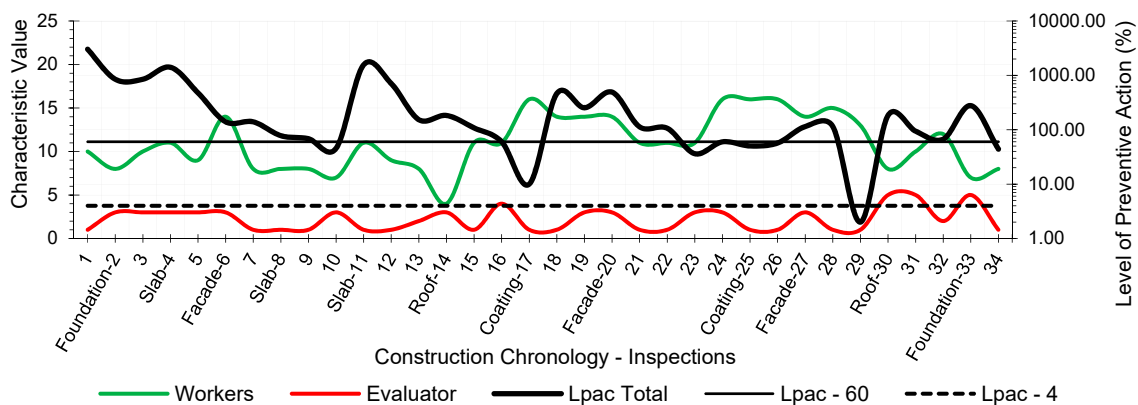 Characteristic Value
25
20
15
10
5
0
10000.00
1000.00
100.00
10.00
1.00
Level of Preventive Action (%)
1
Foundation-2
3
Slab-4
5
Facade-6
7
Slab-8
9
10
Slab-11
12
13
Roof-14
15
16
Coating-17
18
19
Facade-20
21
22
23
24
Coating-25
26
Facade-27
28
29
Roof-30
31
32
Foundation-33
34
Construction Chronology - Inspections
Workers Evaluator Lpac Total Lpac - 60 Lpac - 4